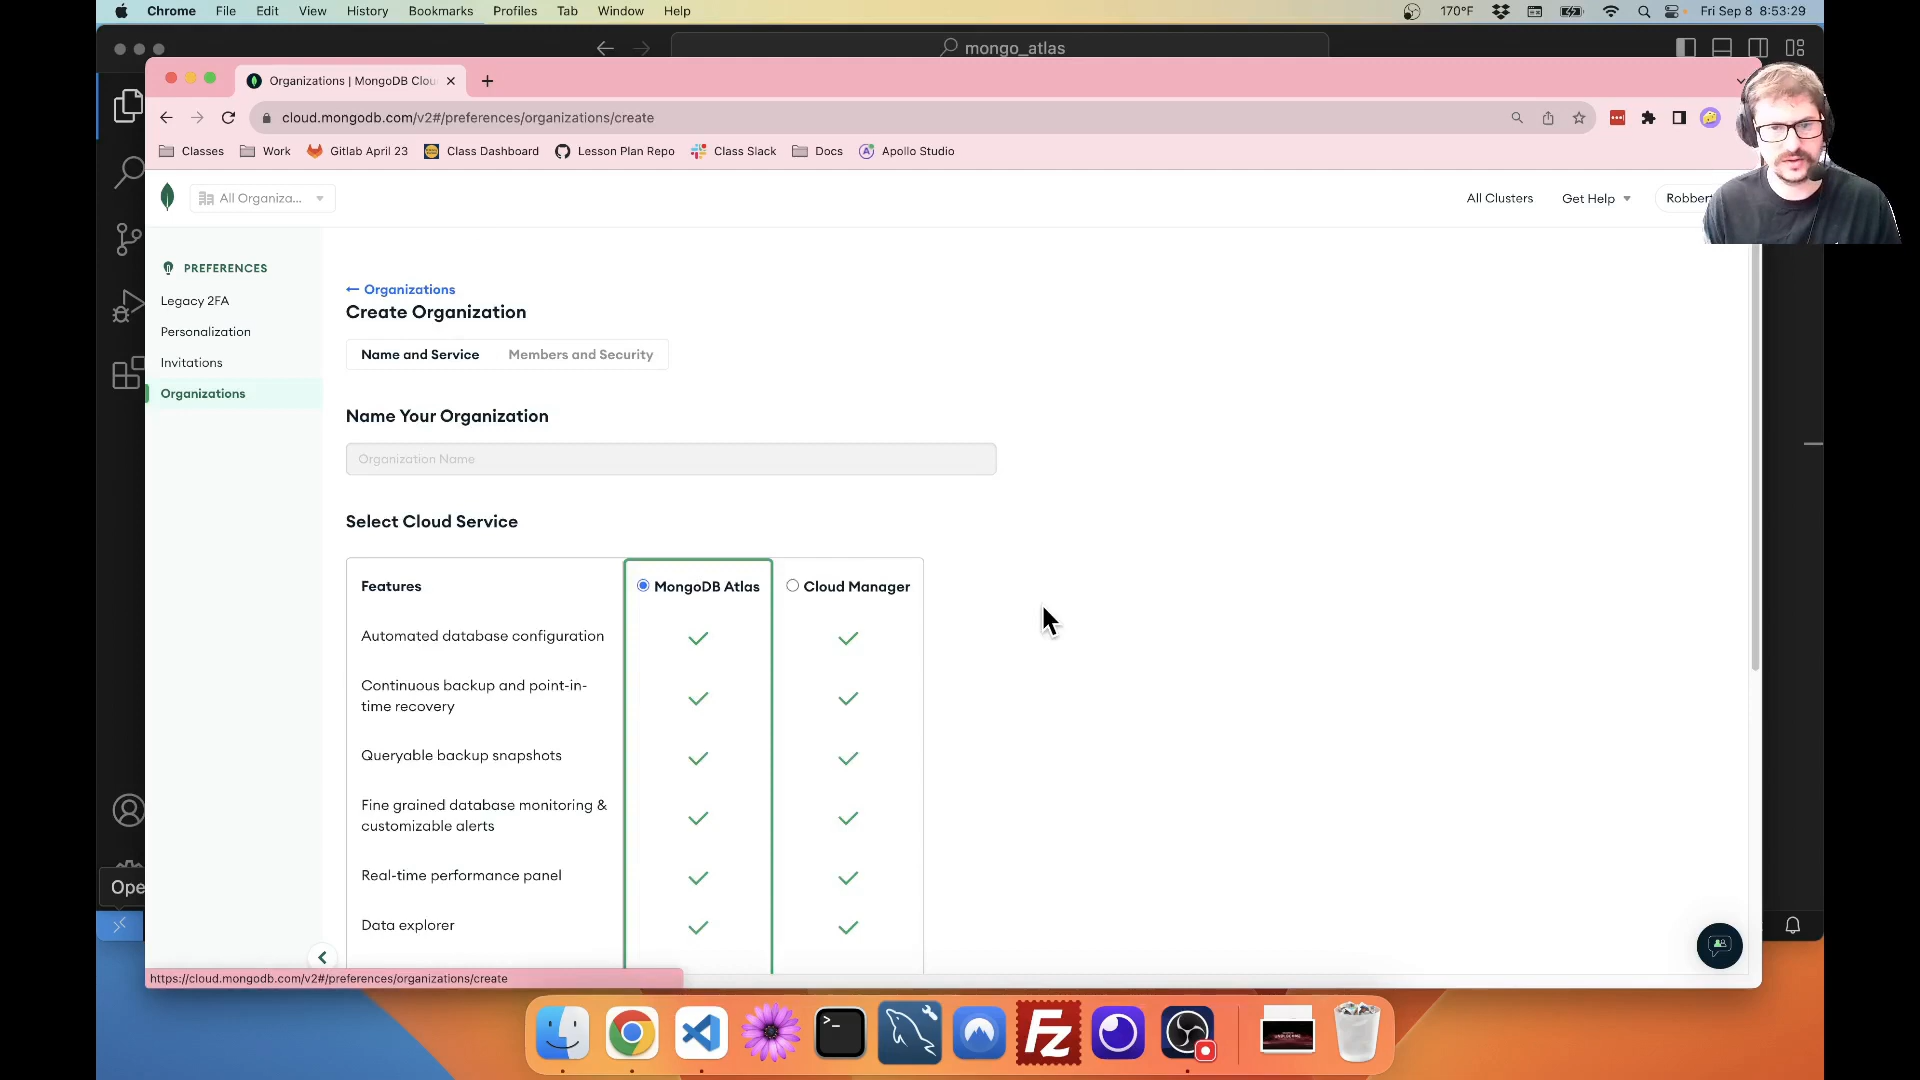 Chrome File Edit View History Bookmarks Profiles Tab Window Help
170°F Fri Sep 8 8:53:29
mongo_atlas
Organizations | MongoDB Clou
cloud.mongodb.com/v2#/preferences/organizations/create
Classes Work Gitlab April 23 Class Dashboard Lesson Plan Repo Class Slack Docs Apollo Studio
All Organiza...
All Clusters Get Help Robber
PREFERENCES
Legacy 2FA
Personalization
Invitations
Organizations
← Organizations
Create Organization
Name and Service Members and Security
Name Your Organization
Organization Name
Select Cloud Service
Features MongoDB Atlas Cloud Manager
Automated database configuration
Continuous backup and point-in-
time recovery
Queryable backup snapshots
Fine grained database monitoring &
customizable alerts
Real-time performance panel
Data explorer
Ope
https://cloud.mongodb.com/v2#/preferences/organizations/create
Fz